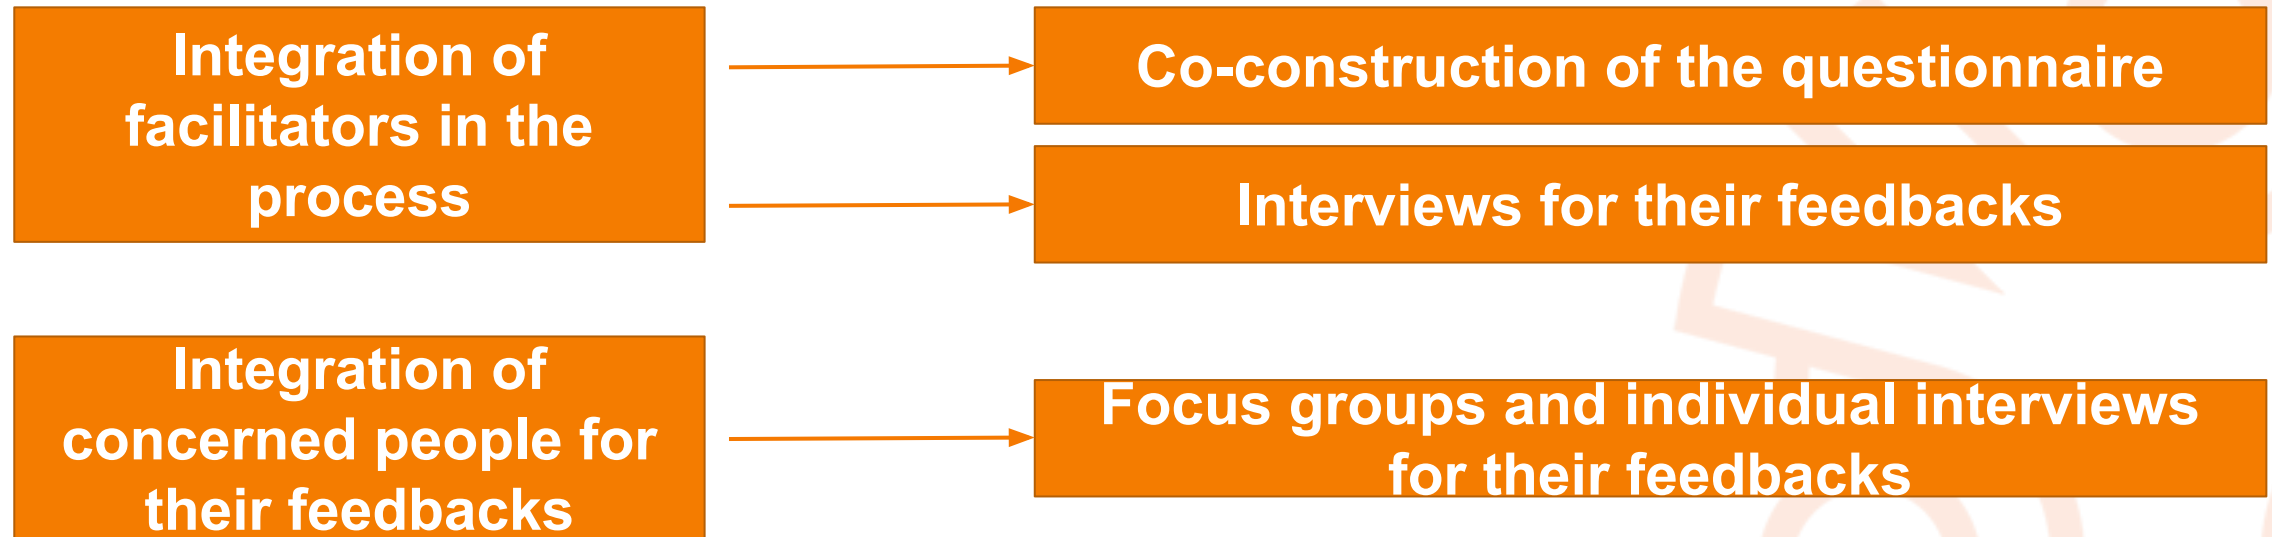 Integration of
facilitators in the
process
Co-construction of the questionnaire
Interviews for their feedbacks
Integration of
concerned people for
their feedbacks
Focus groups and individual interviews
for their feedbacks